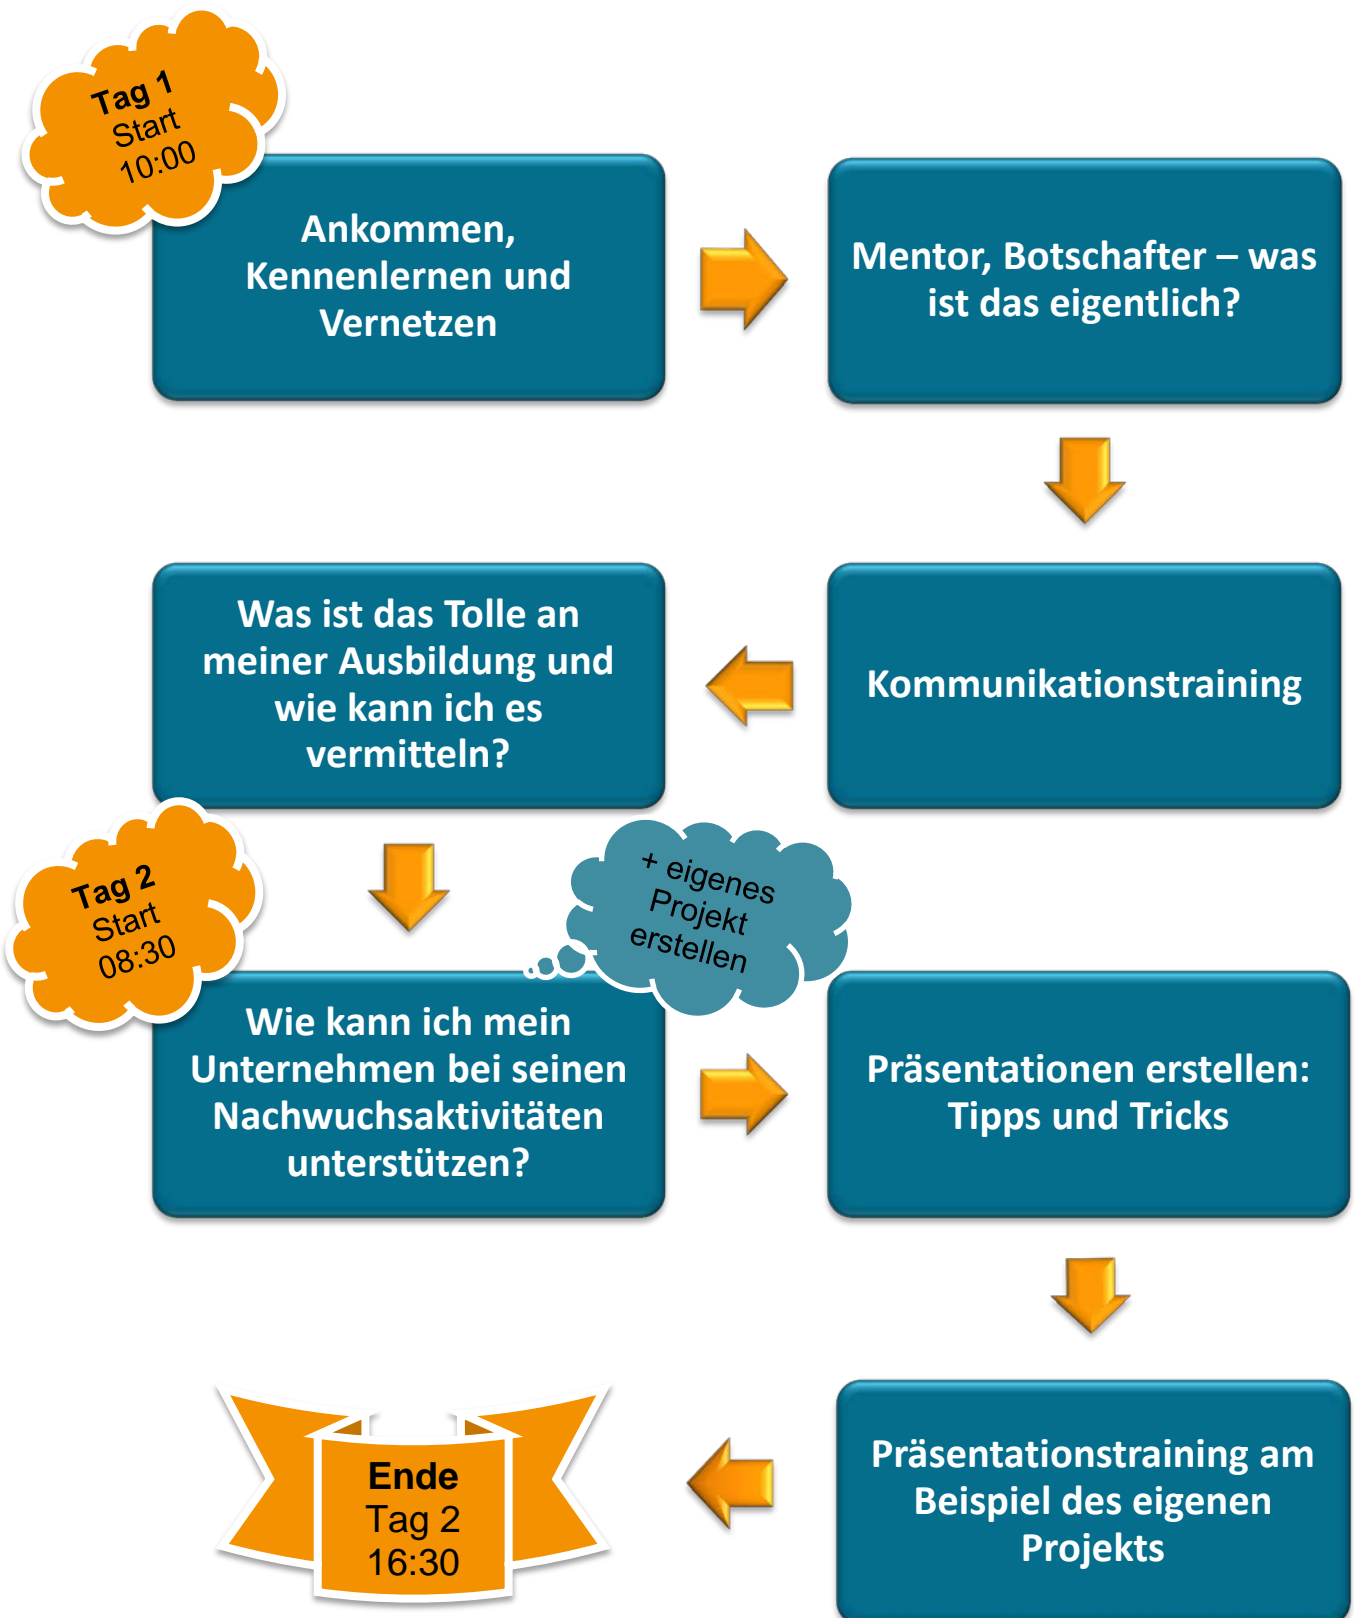 Tag 1
Start
10:00
Ankommen,
Kennenlernen und
Vernetzen
Mentor, Botschafter – was
ist das eigentlich?
Kommunikationstraining
Was ist das Tolle an
meiner Ausbildung und
wie kann ich es
vermitteln?
Tag 2
Start
08:30
Wie kann ich mein
Unternehmen bei seinen
Nachwuchsaktivitäten
unterstützen?
+ eigenes
Projekt
erstellen
Präsentationen erstellen:
Tipps und Tricks
Präsentationstraining am
Beispiel des eigenen
Projekts
Ende
Tag 2
16:30